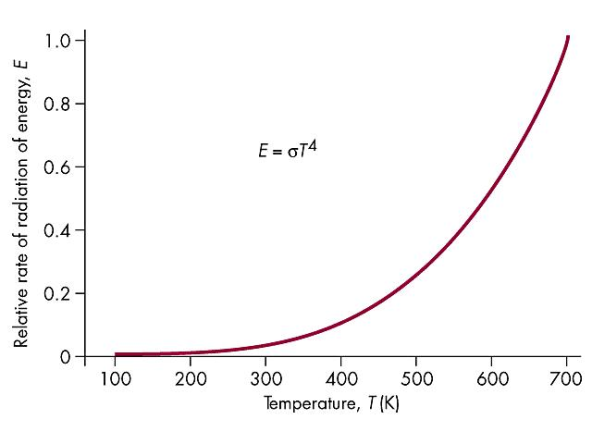 Relative rate of radiation of energy, E
1.0
0.8
0.6
0.4
0.2
0
E = σT⁴
100 200 300 400 500 600 700
Temperature, T (K)